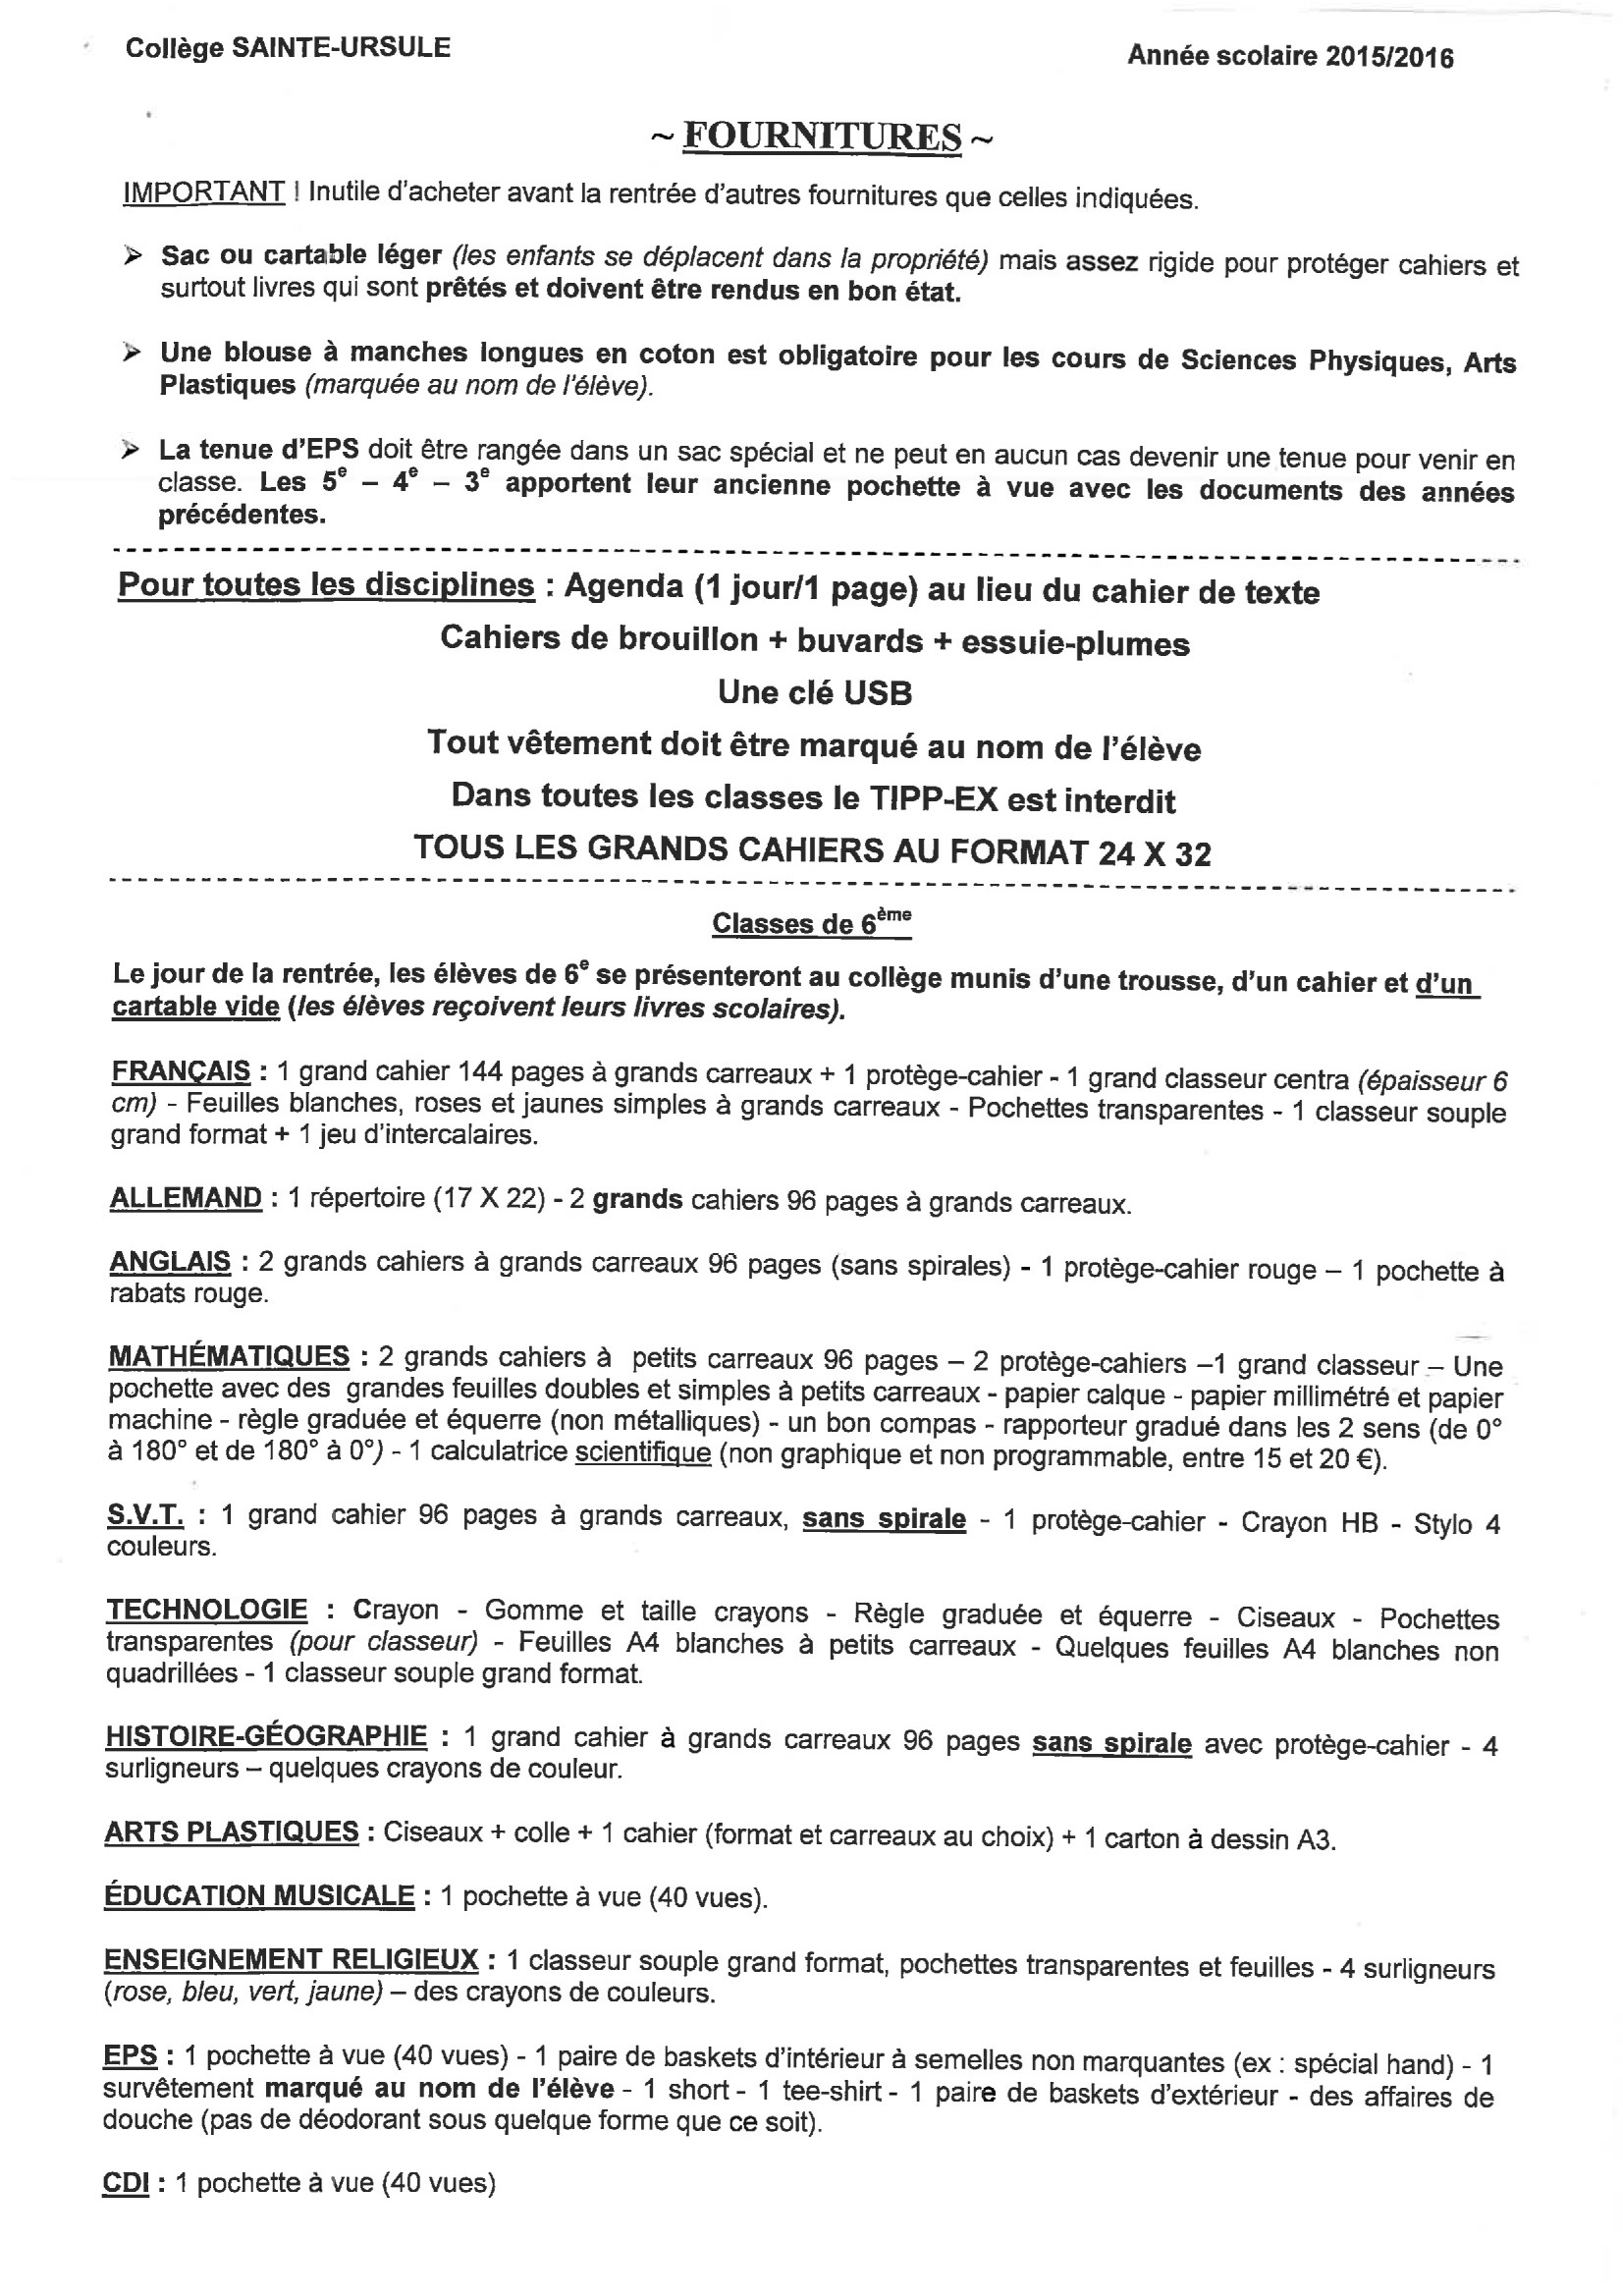 Collège SAINTE-URSULE
Année scolaire 2015/2016
~ FOURNITURES ~
IMPORTANT ! Inutile d'acheter avant la rentrée d'autres fournitures que celles indiquées.
➢ Sac ou cartable léger (les enfants se déplacent dans la propriété) mais assez rigide pour protéger cahiers et
surtout livres qui sont prêtés et doivent être rendus en bon état.
➢ Une blouse à manches longues en coton est obligatoire pour les cours de Sciences Physiques, Arts
Plastiques (marquée au nom de l'élève).
➢ La tenue d'EPS doit être rangée dans un sac spécial et ne peut en aucun cas devenir une tenue pour venir en
classe. Les 5e – 4e – 3e apportent leur ancienne pochette à vue avec les documents des années
précédentes.
Pour toutes les disciplines : Agenda (1 jour/1 page) au lieu du cahier de texte
Cahiers de brouillon + buvards + essuie-plumes
Une clé USB
Tout vêtement doit être marqué au nom de l'élève
Dans toutes les classes le TIPP-EX est interdit
TOUS LES GRANDS CAHIERS AU FORMAT 24 X 32
Classes de 6ème
Le jour de la rentrée, les élèves de 6e se présenteront au collège munis d'une trousse, d'un cahier et d'un
cartable vide (les élèves reçoivent leurs livres scolaires).
FRANÇAIS : 1 grand cahier 144 pages à grands carreaux + 1 protège-cahier - 1 grand classeur centra (épaisseur 6
cm) - Feuilles blanches, roses et jaunes simples à grands carreaux - Pochettes transparentes - 1 classeur souple
grand format + 1 jeu d'intercalaires.
ALLEMAND : 1 répertoire (17 X 22) - 2 grands cahiers 96 pages à grands carreaux.
ANGLAIS : 2 grands cahiers à grands carreaux 96 pages (sans spirales) - 1 protège-cahier rouge – 1 pochette à
rabats rouge.
MATHÉMATIQUES : 2 grands cahiers à petits carreaux 96 pages – 2 protège-cahiers –1 grand classeur – Une
pochette avec des grandes feuilles doubles et simples à petits carreaux - papier calque - papier millimétré et papier
machine - règle graduée et équerre (non métalliques) - un bon compas - rapporteur gradué dans les 2 sens (de 0°
à 180° et de 180° à 0°) - 1 calculatrice scientifique (non graphique et non programmable, entre 15 et 20 €).
S.V.T. : 1 grand cahier 96 pages à grands carreaux, sans spirale - 1 protège-cahier - Crayon HB - Stylo 4
couleurs.
TECHNOLOGIE : Crayon - Gomme et taille crayons - Règle graduée et équerre - Ciseaux - Pochettes
transparentes (pour classeur) - Feuilles A4 blanches à petits carreaux - Quelques feuilles A4 blanches non
quadrillées - 1 classeur souple grand format.
HISTOIRE-GÉOGRAPHIE : 1 grand cahier à grands carreaux 96 pages sans spirale avec protège-cahier - 4
surligneurs – quelques crayons de couleur.
ARTS PLASTIQUES : Ciseaux + colle + 1 cahier (format et carreaux au choix) + 1 carton à dessin A3.
ÉDUCATION MUSICALE : 1 pochette à vue (40 vues).
ENSEIGNEMENT RELIGIEUX : 1 classeur souple grand format, pochettes transparentes et feuilles - 4 surligneurs
(rose, bleu, vert, jaune) – des crayons de couleurs.
EPS : 1 pochette à vue (40 vues) - 1 paire de baskets d'intérieur à semelles non marquantes (ex : spécial hand) - 1
survêtement marqué au nom de l'élève - 1 short - 1 tee-shirt - 1 paire de baskets d'extérieur - des affaires de
douche (pas de déodorant sous quelque forme que ce soit).
CDI : 1 pochette à vue (40 vues)